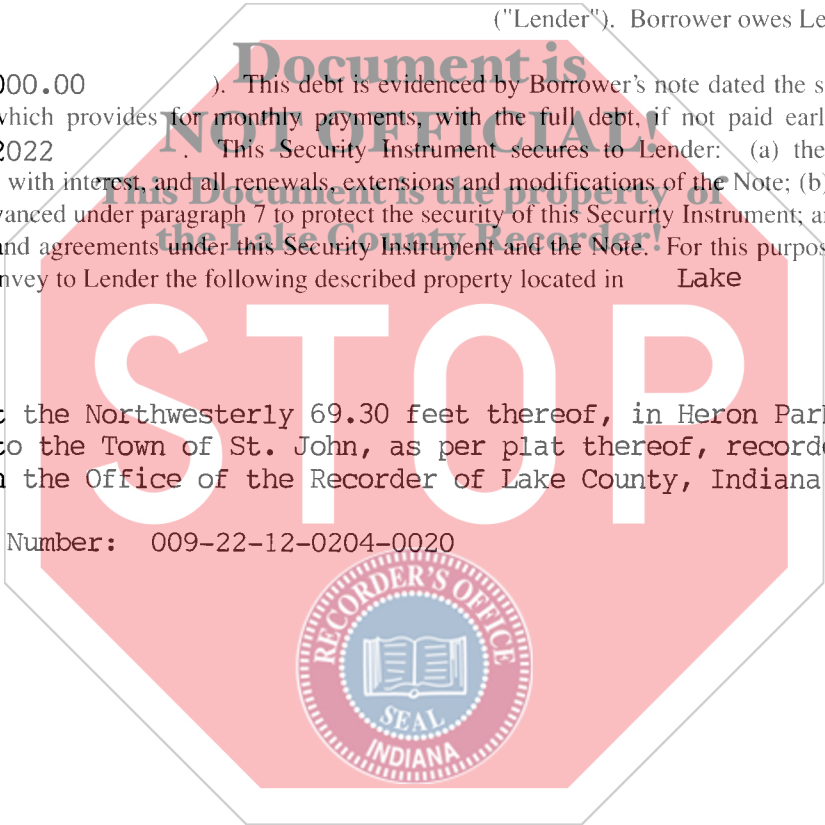 ("Lender"). Borrower owes Le
Document is
000.00 ). This debt is evidenced by Borrower's note dated the s
which provides for monthly payments, with the full debt, if not paid earl
NOT OFFICIAL!
2022 . This Security Instrument secures to Lender: (a) the
with interest, and all renewals, extensions and modifications of the Note; (b)
This Document is the property of
vanced under paragraph 7 to protect the security of this Security Instrument; a
and agreements under this Security Instrument and the Note. For this purpos
the Lake County Recorder!
nvey to Lender the following described property located in Lake
STOP
t the Northwesterly 69.30 feet thereof, in Heron Par
to the Town of St. John, as per plat thereof, recorde
n the Office of the Recorder of Lake County, Indiana
Number: 009-22-12-0204-0020
RECORDER'S OFFICE
SEAL
INDIANA